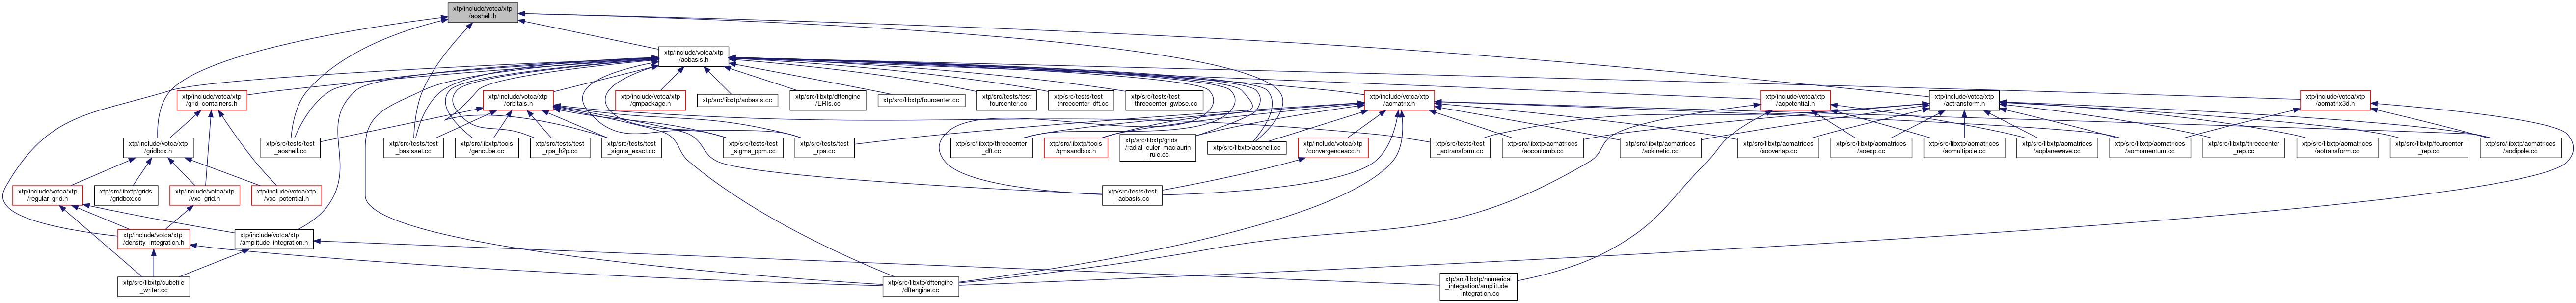 xtp/include/votca/xtp
/aoshell.h
xtp/include/votca/xtp
/aobasis.h
xtp/include/votca/xtp
/grid_containers.h
xtp/include/votca/xtp
/orbitals.h
xtp/include/votca/xtp
/qmpackage.h
xtp/src/libxtp/aobasis.cc
xtp/src/libxtp/dftengine
/ERIs.cc
xtp/src/libxtp/fourcenter.cc
xtp/src/tests/test
_fourcenter.cc
xtp/src/tests/test
_threecenter_dft.cc
xtp/src/tests/test
_threecenter_gwbse.cc
xtp/include/votca/xtp
/aomatrix.h
xtp/include/votca/xtp
/aopotential.h
xtp/include/votca/xtp
/aotransform.h
xtp/include/votca/xtp
/aomatrix3d.h
xtp/include/votca/xtp
/gridbox.h
xtp/src/tests/test
_aoshell.cc
xtp/src/tests/test
_basisset.cc
xtp/src/libxtp/tools
/gencube.cc
xtp/src/tests/test
_rpa_h2p.cc
xtp/src/tests/test
_sigma_exact.cc
xtp/src/tests/test
_sigma_ppm.cc
xtp/src/tests/test
_rpa.cc
xtp/src/libxtp/threecenter
_dft.cc
xtp/src/libxtp/tools
/qmsandbox.h
xtp/src/libxtp/grids
/radial_euler_maclaurin
_rule.cc
xtp/src/libxtp/aoshell.cc
xtp/include/votca/xtp
/convergenceacc.h
xtp/src/tests/test
_aotransform.cc
xtp/src/libxtp/aomatrices
/aocoulomb.cc
xtp/src/libxtp/aomatrices
/aokinetic.cc
xtp/src/libxtp/aomatrices
/aooverlap.cc
xtp/src/libxtp/aomatrices
/aoecp.cc
xtp/src/libxtp/aomatrices
/aomultipole.cc
xtp/src/libxtp/aomatrices
/aoplanewave.cc
xtp/src/libxtp/aomatrices
/aomomentum.cc
xtp/src/libxtp/threecenter
_rep.cc
xtp/src/libxtp/aomatrices
/aotransform.cc
xtp/src/libxtp/fourcenter
_rep.cc
xtp/src/libxtp/aomatrices
/aodipole.cc
xtp/include/votca/xtp
/regular_grid.h
xtp/src/libxtp/grids
/gridbox.cc
xtp/include/votca/xtp
/vxc_grid.h
xtp/include/votca/xtp
/vxc_potential.h
xtp/src/tests/test
_aobasis.cc
xtp/include/votca/xtp
/density_integration.h
xtp/include/votca/xtp
/amplitude_integration.h
xtp/src/libxtp/cubefile
_writer.cc
xtp/src/libxtp/dftengine
/dftengine.cc
xtp/src/libxtp/numerical
_integration/amplitude
_integration.cc